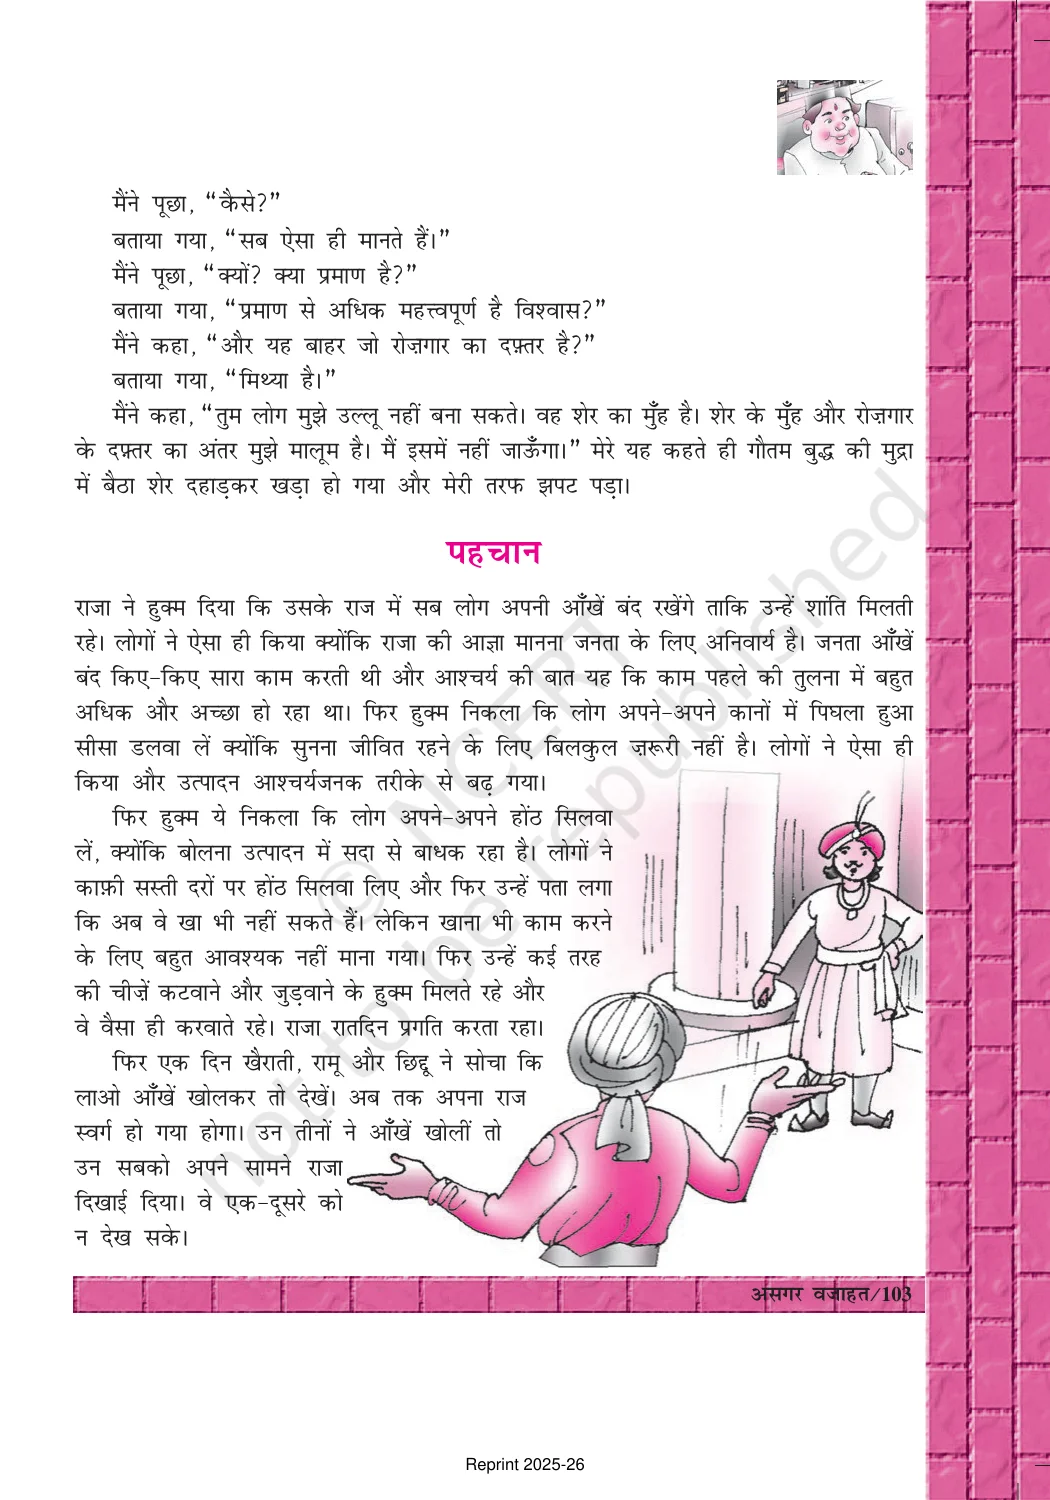 मैंने पूछा, “कैसे?”
बताया गया, “सब ऐसा ही मानते हैं।”
मैंने पूछा, “क्यों? क्या प्रमाण है?”
बताया गया, “प्रमाण से अधिक महत्त्वपूर्ण है विश्वास?”
मैंने कहा, “और यह बाहर जो रोज़गार का दफ़्तर है?”
बताया गया, “मिथ्या है।”
मैंने कहा, “तुम लोग मुझे उल्लू नहीं बना सकते। वह शेर का मुँह है। शेर के मुँह और रोज़गार
के दफ़्तर का अंतर मुझे मालूम है। मैं इसमें नहीं जाऊँगा।” मेरे यह कहते ही गौतम बुद्ध की मुद्रा
में बैठा शेर दहाड़कर खड़ा हो गया और मेरी तरफ झपट पड़ा।
पहचान
राजा ने हुक्म दिया कि उसके राज में सब लोग अपनी आँखें बंद रखेंगे ताकि उन्हें शांति मिलती
रहे। लोगों ने ऐसा ही किया क्योंकि राजा की आज्ञा मानना जनता के लिए अनिवार्य है। जनता आँखें
बंद किए-किए सारा काम करती थी और आश्चर्य की बात यह कि काम पहले की तुलना में बहुत
अधिक और अच्छा हो रहा था। फिर हुक्म निकला कि लोग अपने-अपने कानों में पिघला हुआ
सीसा डलवा लें क्योंकि सुनना जीवित रहने के लिए बिलकुल ज़रूरी नहीं है। लोगों ने ऐसा ही
किया और उत्पादन आश्चर्यजनक तरीके से बढ़ गया।
फिर हुक्म ये निकला कि लोग अपने-अपने होंठ सिलवा
लें, क्योंकि बोलना उत्पादन में सदा से बाधक रहा है। लोगों ने
काफ़ी सस्ती दरों पर होंठ सिलवा लिए और फिर उन्हें पता लगा
कि अब वे खा भी नहीं सकते हैं। लेकिन खाना भी काम करने
के लिए बहुत आवश्यक नहीं माना गया। फिर उन्हें कई तरह
की चीज़ें कटवाने और जुड़वाने के हुक्म मिलते रहे और
वे वैसा ही करवाते रहे। राजा रातदिन प्रगति करता रहा।
फिर एक दिन खैराती, रामू और छिद्दू ने सोचा कि
लाओ आँखें खोलकर तो देखें। अब तक अपना राज
स्वर्ग हो गया होगा। उन तीनों ने आँखें खोलीं तो
उन सबको अपने सामने राजा
दिखाई दिया। वे एक-दूसरे को
न देख सके।
© NCERT
not to be republished
असगर वजाहत/103
Reprint 2025-26